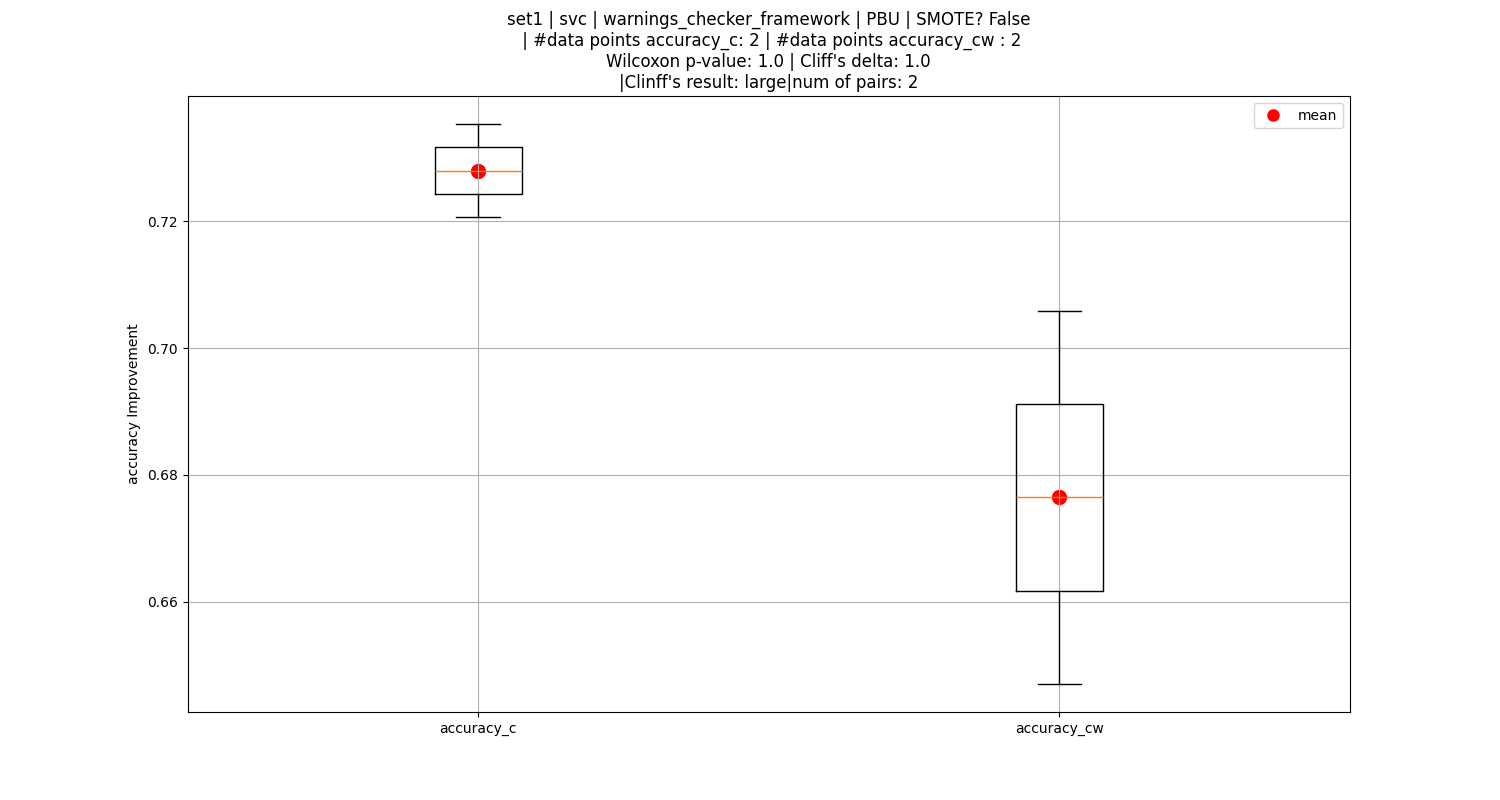 set1 | svc | warnings_checker_framework | PBU | SMOTE? False
| #data points accuracy_c: 2 | #data points accuracy_cw : 2
Wilcoxon p-value: 1.0 | Cliff's delta: 1.0
|Clinff's result: large|num of pairs: 2
mean
0.72
0.70
0.68
0.66
accuracy Improvement
accuracy_c
accuracy_cw